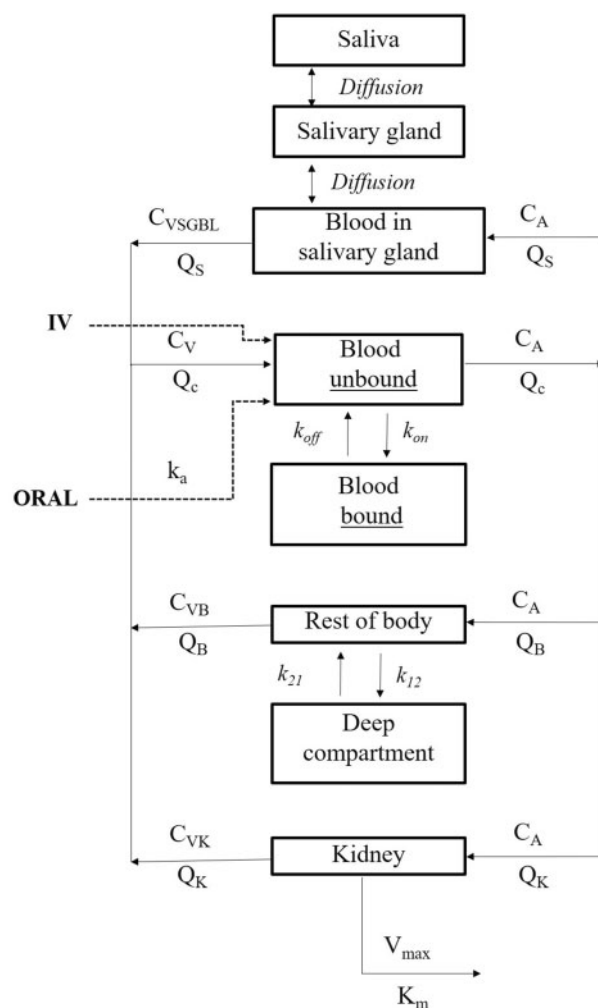 Saliva
Diffusion
Salivary gland
Diffusion
C_VSGBL
Q_S
Blood in
salivary gland
C_A
Q_S
IV
C_V
Q_c
Blood
unbound
C_A
Q_c
k_off
k_on
k_a
ORAL
Blood
bound
C_VB
Q_B
Rest of body
C_A
Q_B
k_21
k_12
Deep
compartment
C_VK
Q_K
Kidney
C_A
Q_K
V_max
K_m